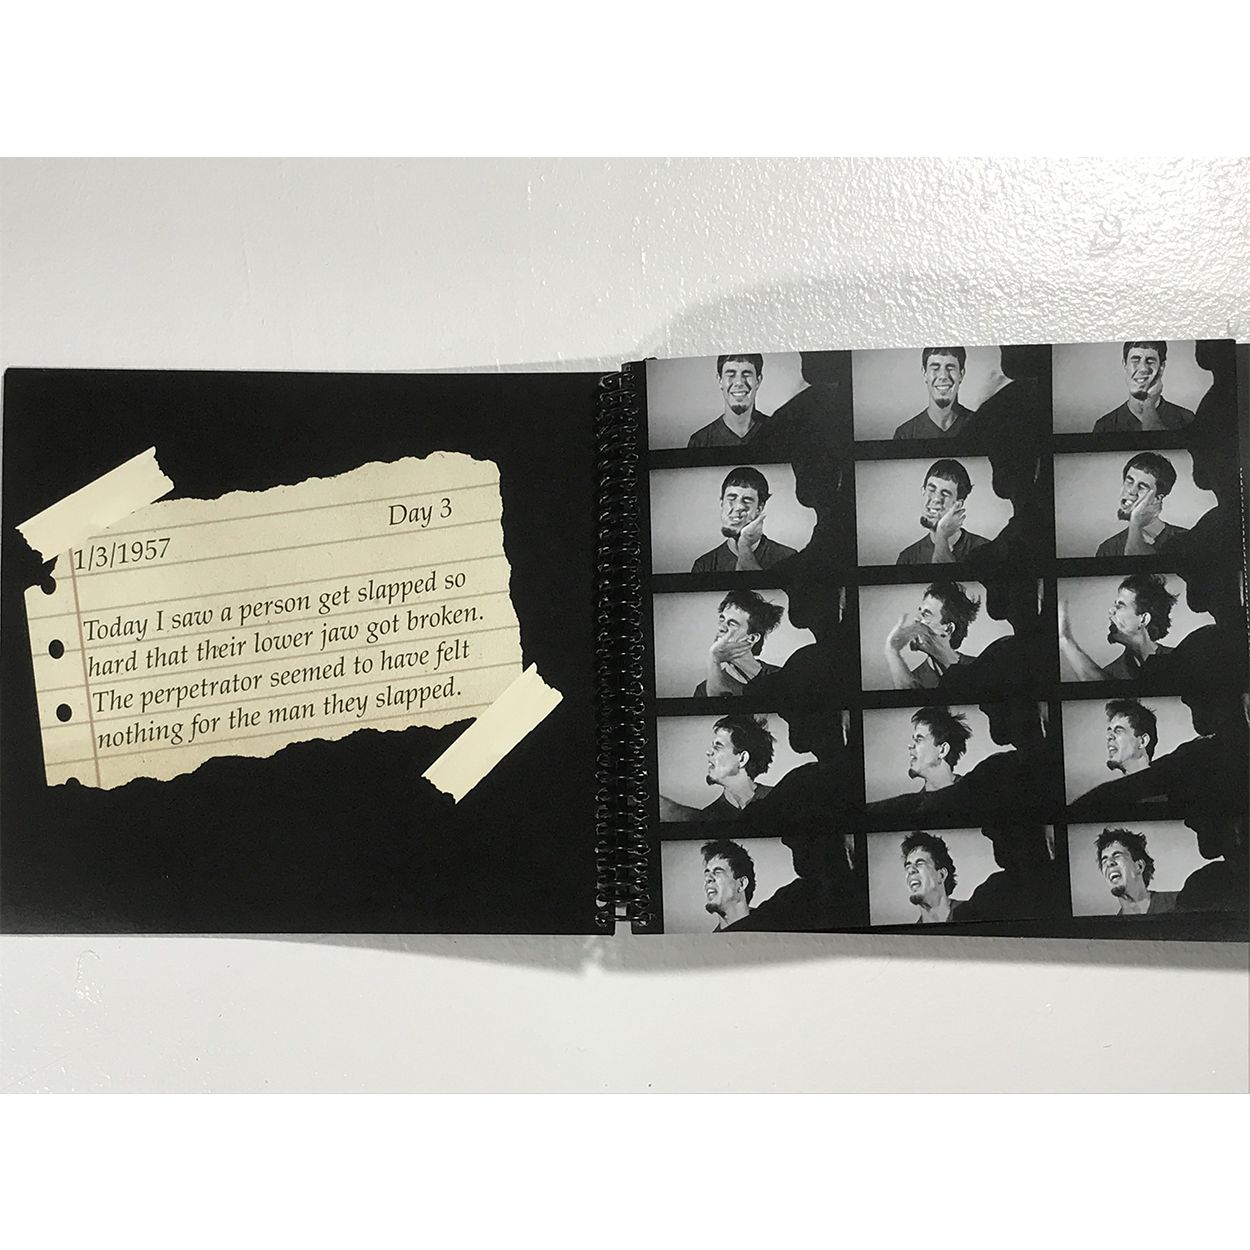 Day 3
1/3/1957
Today I saw a person get slapped so
hard that their lower jaw got broken.
The perpetrator seemed to have felt
nothing for the man they slapped.